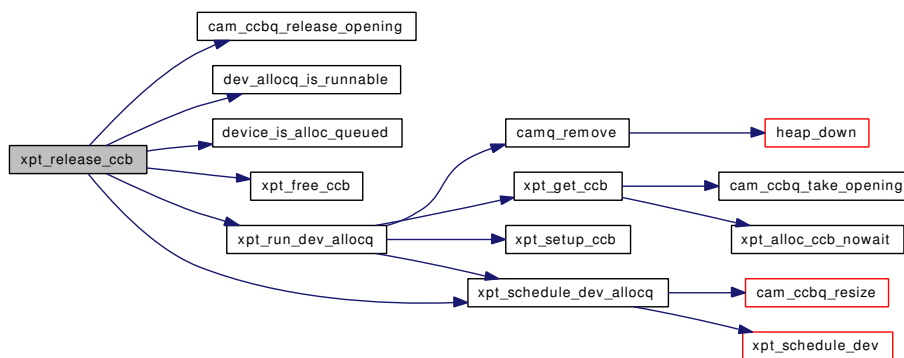 cam_ccbq_release_opening
dev_allocq_is_runnable
device_is_alloc_queued
xpt_release_ccb
xpt_free_ccb
xpt_run_dev_allocq
camq_remove
heap_down
xpt_get_ccb
cam_ccbq_take_opening
xpt_setup_ccb
xpt_alloc_ccb_nowait
xpt_schedule_dev_allocq
cam_ccbq_resize
xpt_schedule_dev